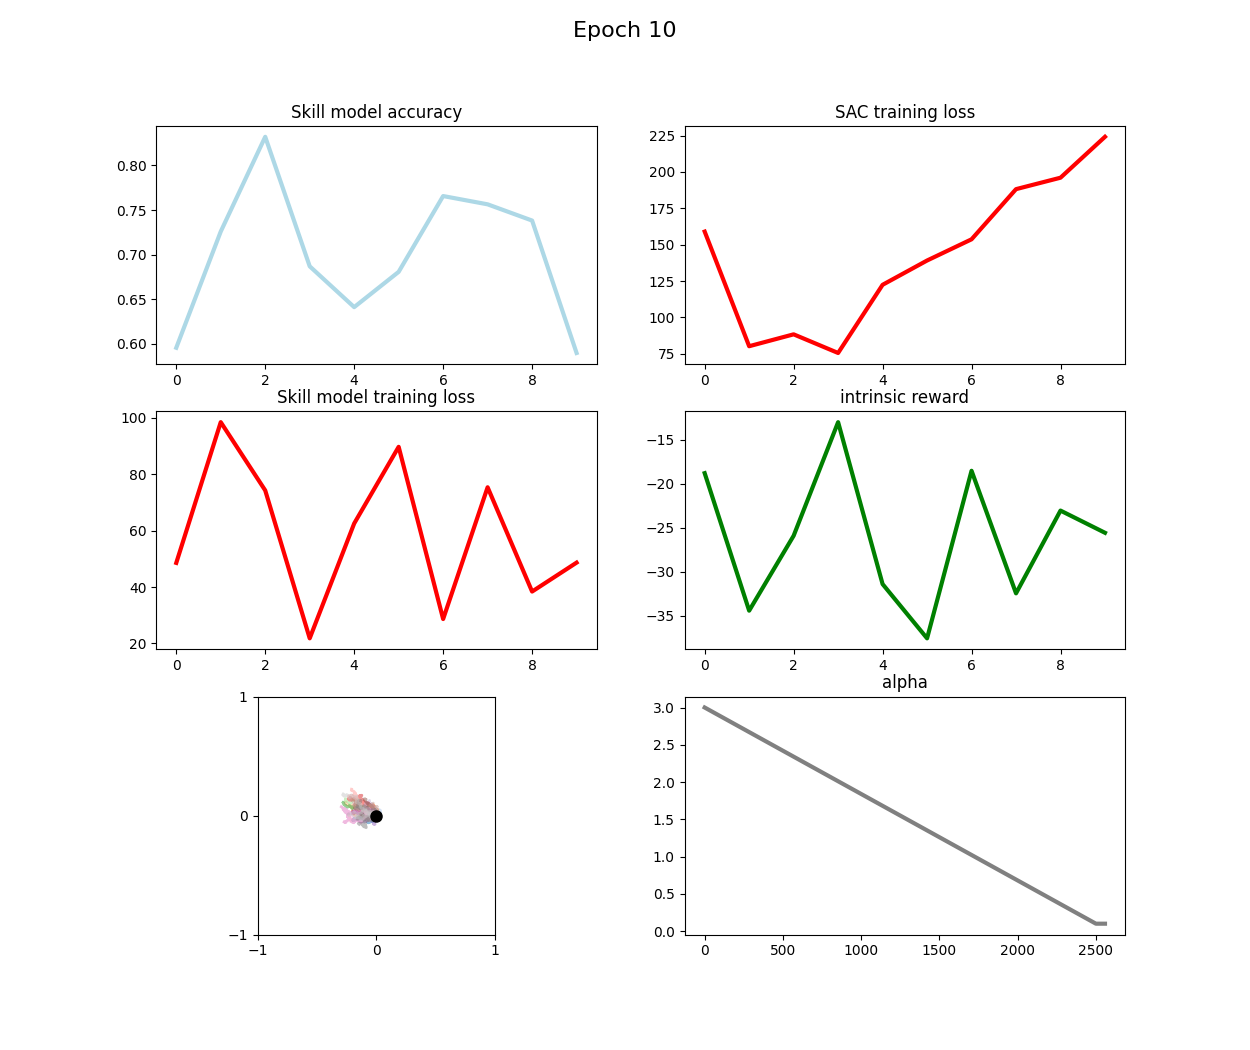 Epoch 10
Skill model accuracy
0.80
0.75
0.70
0.65
0.60
0 2 4 6 8
SAC training loss
225
200
175
150
125
100
75
0 2 4 6 8
Skill model training loss
100
80
60
40
20
0 2 4 6 8
intrinsic reward
−15
−20
−25
−30
−35
0 2 4 6 8
1
0
−1
−1 0 1
alpha
3.0
2.5
2.0
1.5
1.0
0.5
0.0
0 500 1000 1500 2000 2500